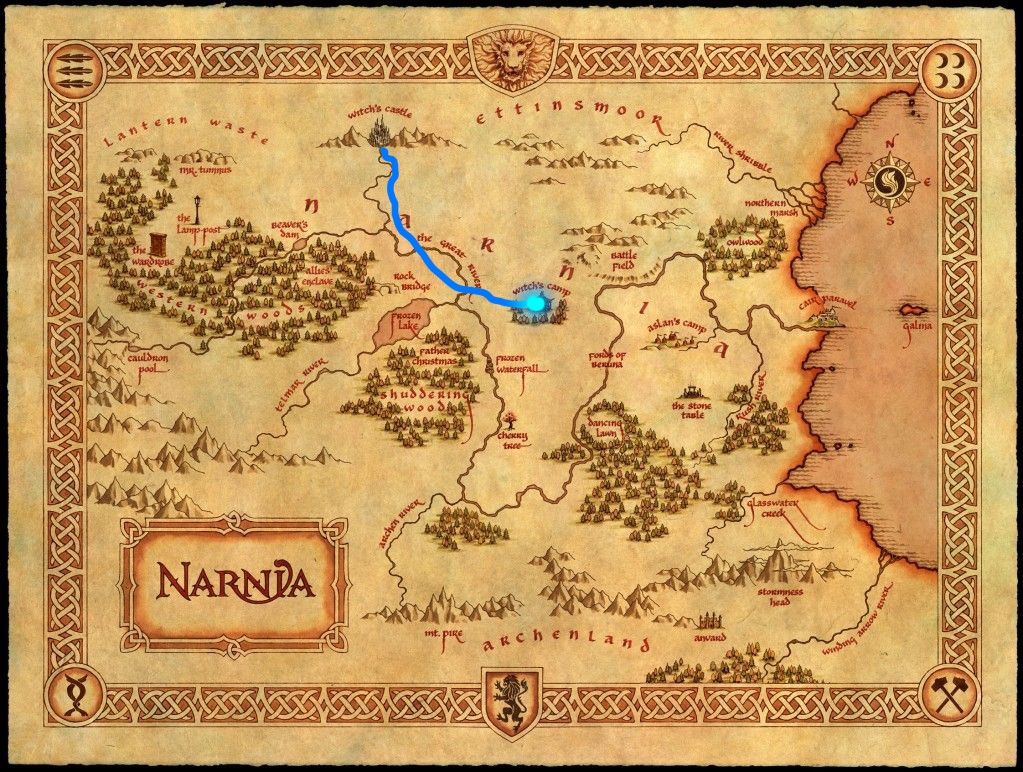 ettinsmoor
witch's castle
lantern waste
mr. tumnus
river shribble
the
lamp-post
beaver's
dam
the
wardrobe
northern
marsh
owlwood
N
W
E
S
NARNIA
the great river
allies'
enclave
rock
bridge
battle
field
witch's camp
western woods
frozen
lake
cair paravel
galma
aslan's camp
cauldron
pool
father
christmas
frozen
waterfall
fords of
beruna
telmar river
shuddering
wood
the stone
table
rush river
dancing
lawn
cherry
tree
archen river
glasswater
creek
NARNIA
stormness
head
mt. pire
archenland
anvard
winding arrow river